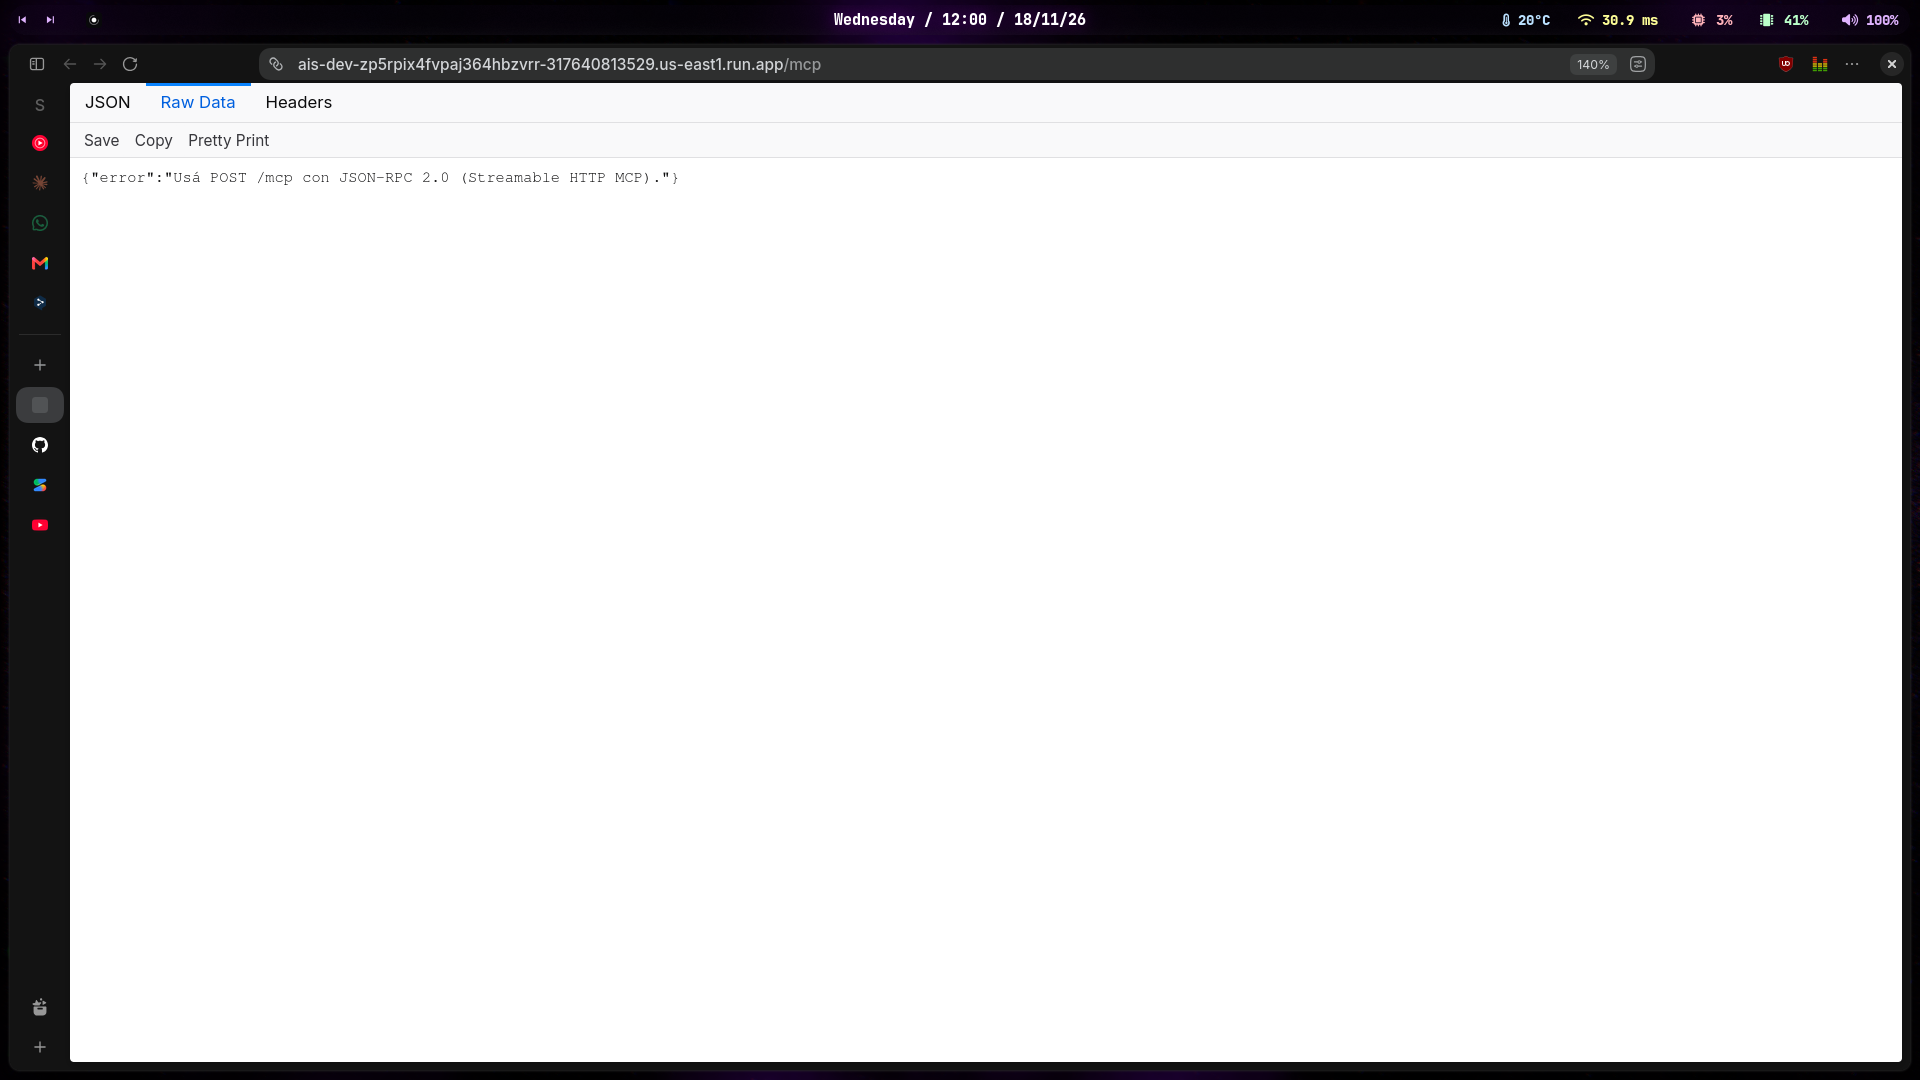 Wednesday / 12:00 / 18/11/26
20°C
30.9 ms
3%
41%
100%
ais-dev-zp5rpix4fvpaj364hbzvrr-317640813529.us-east1.run.app/mcp
140%
S
JSON
Raw Data
Headers
Save
Copy
Pretty Print
{"error":"Usá POST /mcp con JSON-RPC 2.0 (Streamable HTTP MCP)."}